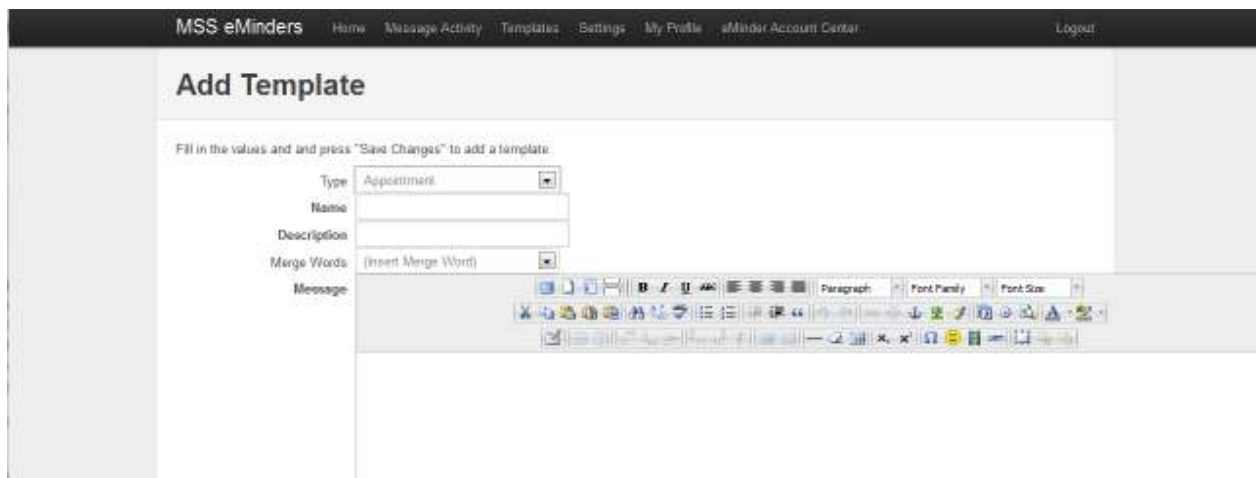 MSS eMinders Home Message Activity Templates Settings My Profile eMinder Account Center Logout
Add Template
Fill in the values and and press "Save Changes" to add a template
Type Appointment
Name
Description
Merge Words (Insert Merge Word)
Message
B I U ABC Paragraph Font Family Font Size